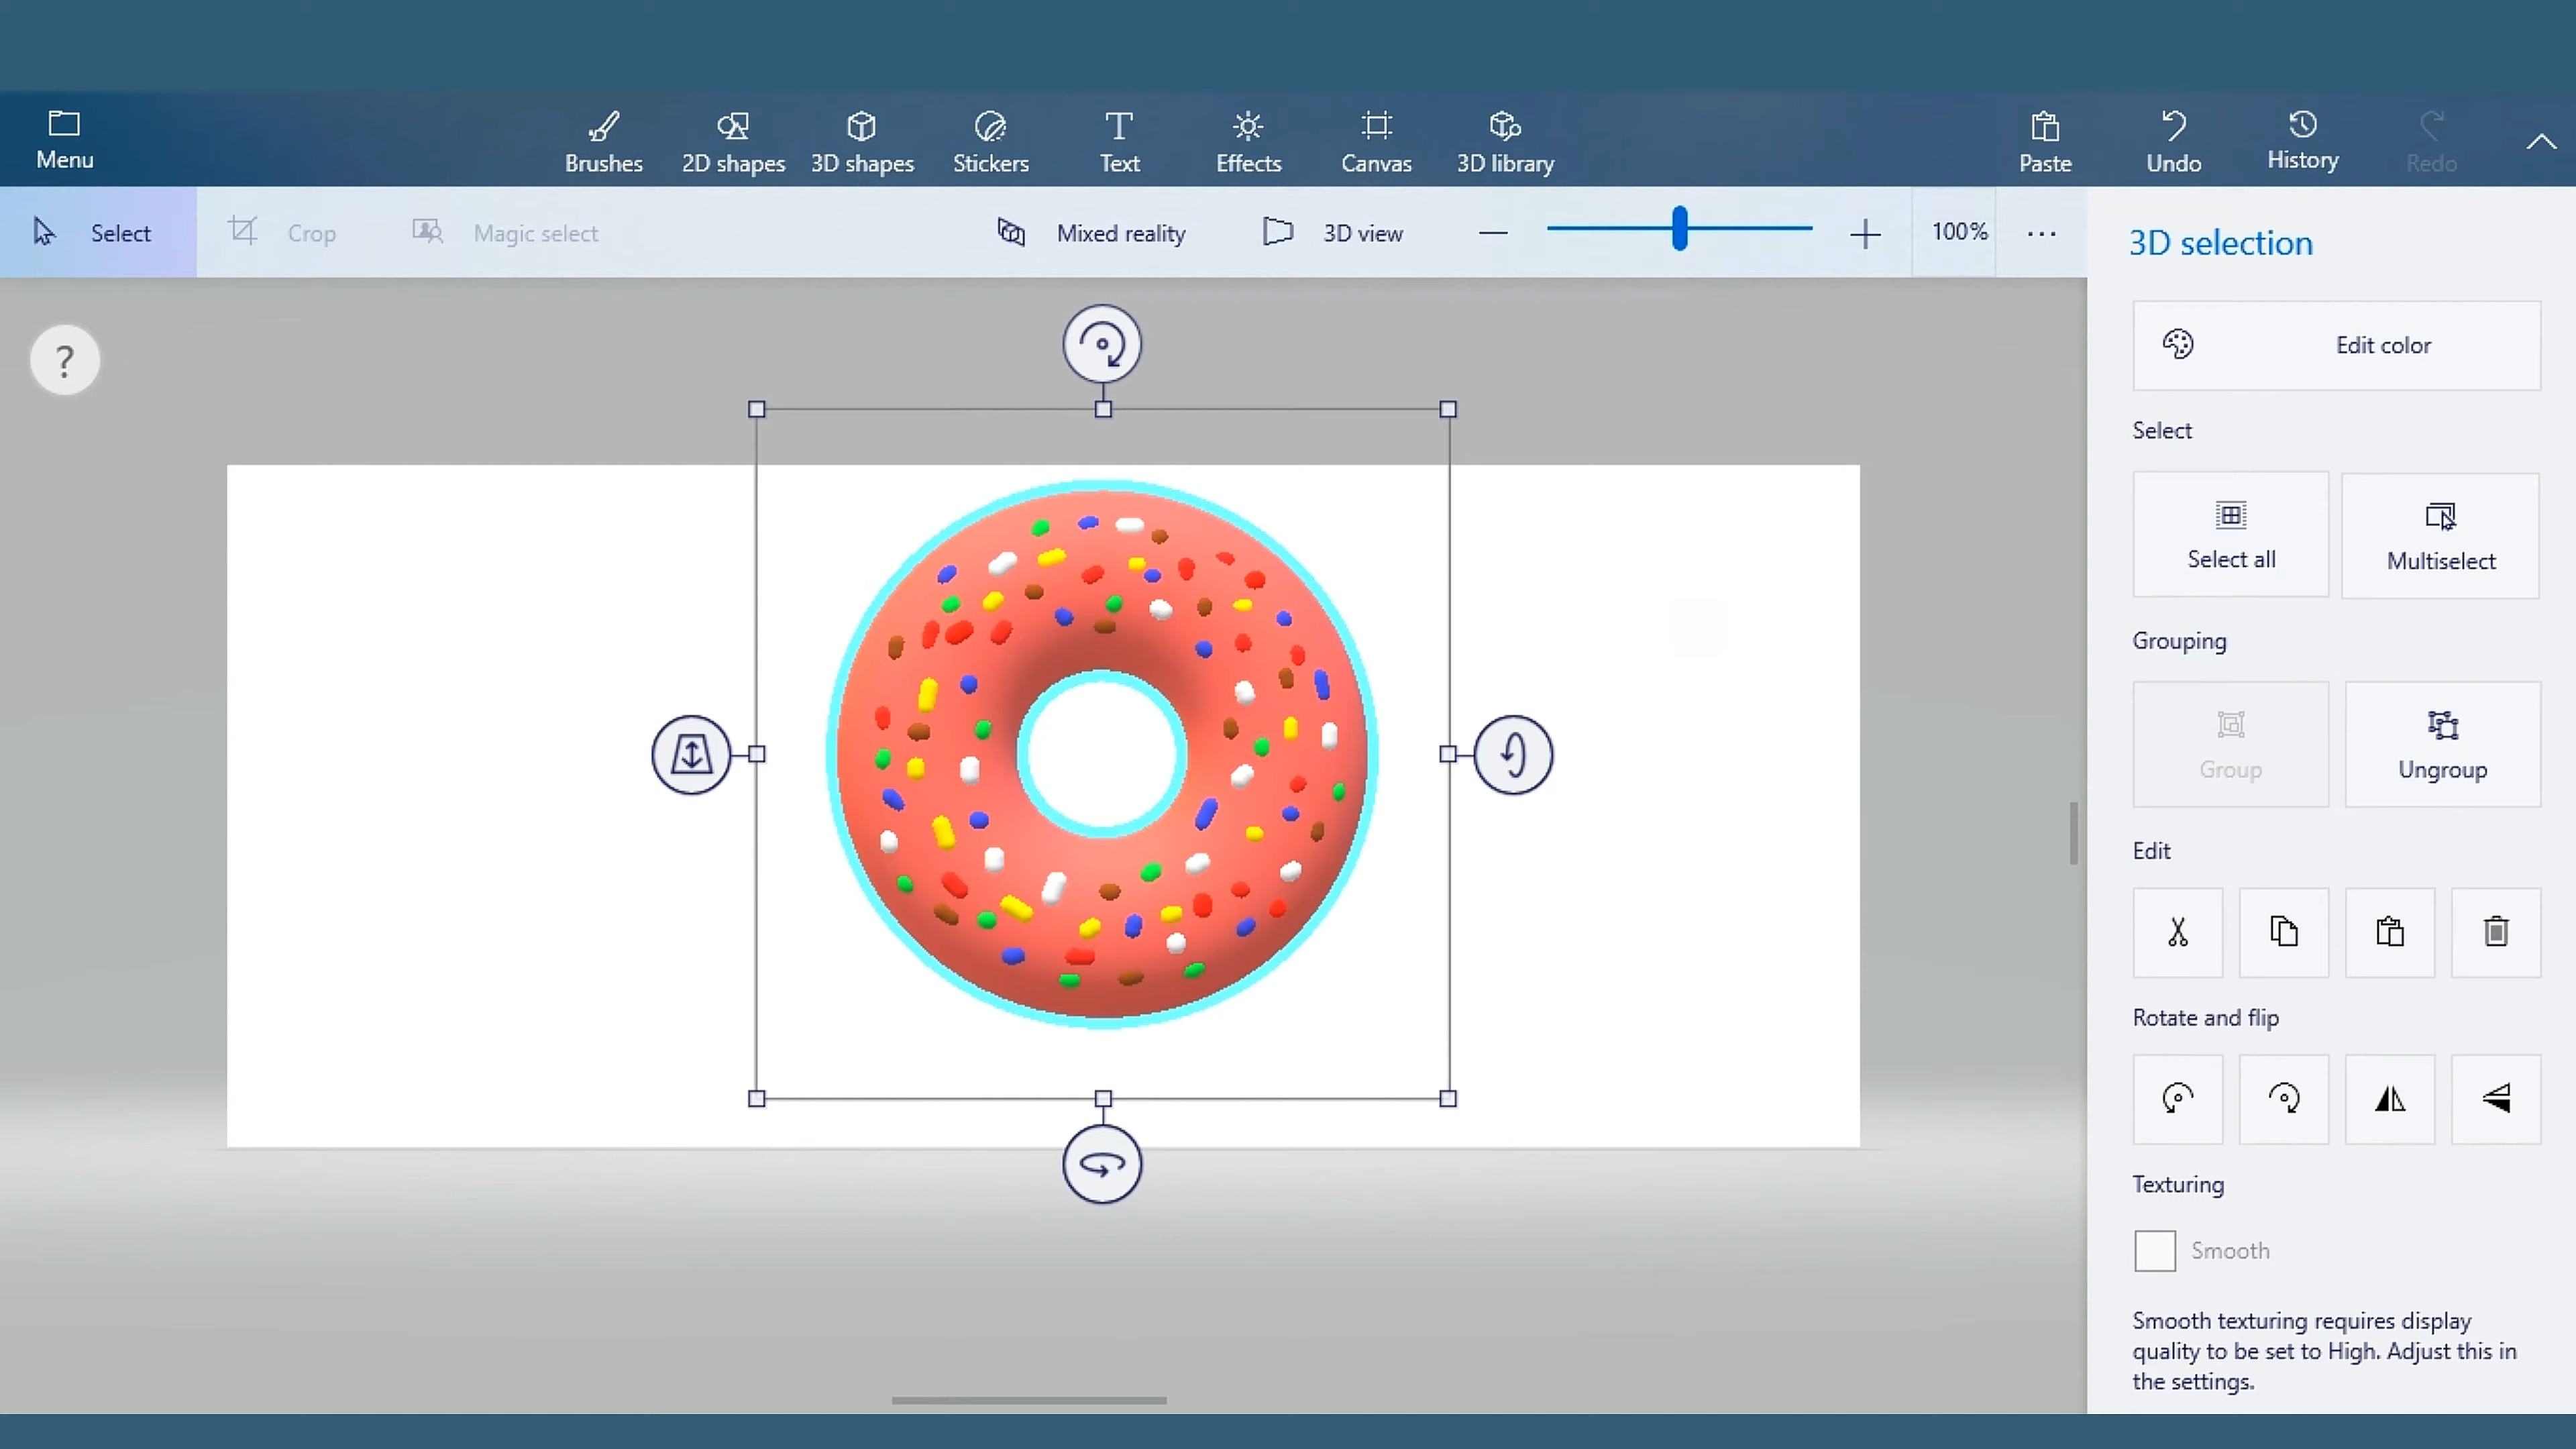 Menu
Brushes
2D shapes
3D shapes
Stickers
Text
Effects
Canvas
3D library
Paste
Undo
History
Redo
Select
Crop
Magic select
Mixed reality
3D view
100%
?
3D selection
Edit color
Select
Select all
Multiselect
Grouping
Group
Ungroup
Edit
Rotate and flip
Texturing
Smooth
Smooth texturing requires display
quality to be set to High. Adjust this in
the settings.